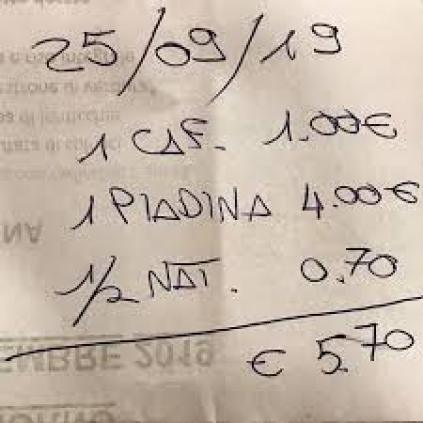 25/09/19
1 CAF. 1.00€
1 PIADINA 4.00€
1/2 NAT. 0.70
€ 5.70